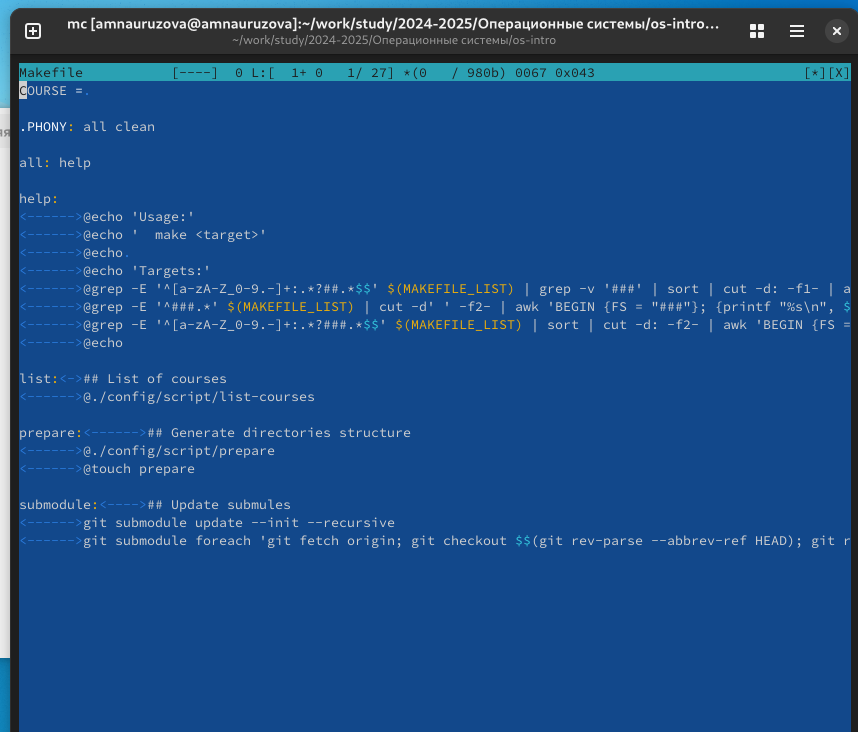 mc [amnauruzova@amnauruzova]:~/work/study/2024-2025/Операционные системы/os-intro…
~/work/study/2024-2025/Операционные системы/os-intro
Makefile [----] 0 L:[ 1+ 0 1/ 27] *(0 / 980b) 0067 0x043 [*][X]
COURSE =.
.PHONY: all clean
all: help
help:
<------>@echo 'Usage:'
<------>@echo '  make <target>'
<------>@echo.
<------>@echo 'Targets:'
<------>@grep -E '^[a-zA-Z_0-9.-]+:.*?##.*$$' $(MAKEFILE_LIST) | grep -v '###' | sort | cut -d: -f1- | a
<------>@grep -E '^###.*' $(MAKEFILE_LIST) | cut -d' ' -f2- | awk 'BEGIN {FS = "###"}; {printf "%s\n", $
<------>@grep -E '^[a-zA-Z_0-9.-]+:.*?###.*$$' $(MAKEFILE_LIST) | sort | cut -d: -f2- | awk 'BEGIN {FS =
<------>@echo
list:<->## List of courses
<------>@./config/script/list-courses
prepare:<------>## Generate directories structure
<------>@./config/script/prepare
<------>@touch prepare
submodule:<---->## Update submules
<------>git submodule update --init --recursive
<------>git submodule foreach 'git fetch origin; git checkout $$(git rev-parse --abbrev-ref HEAD); git r